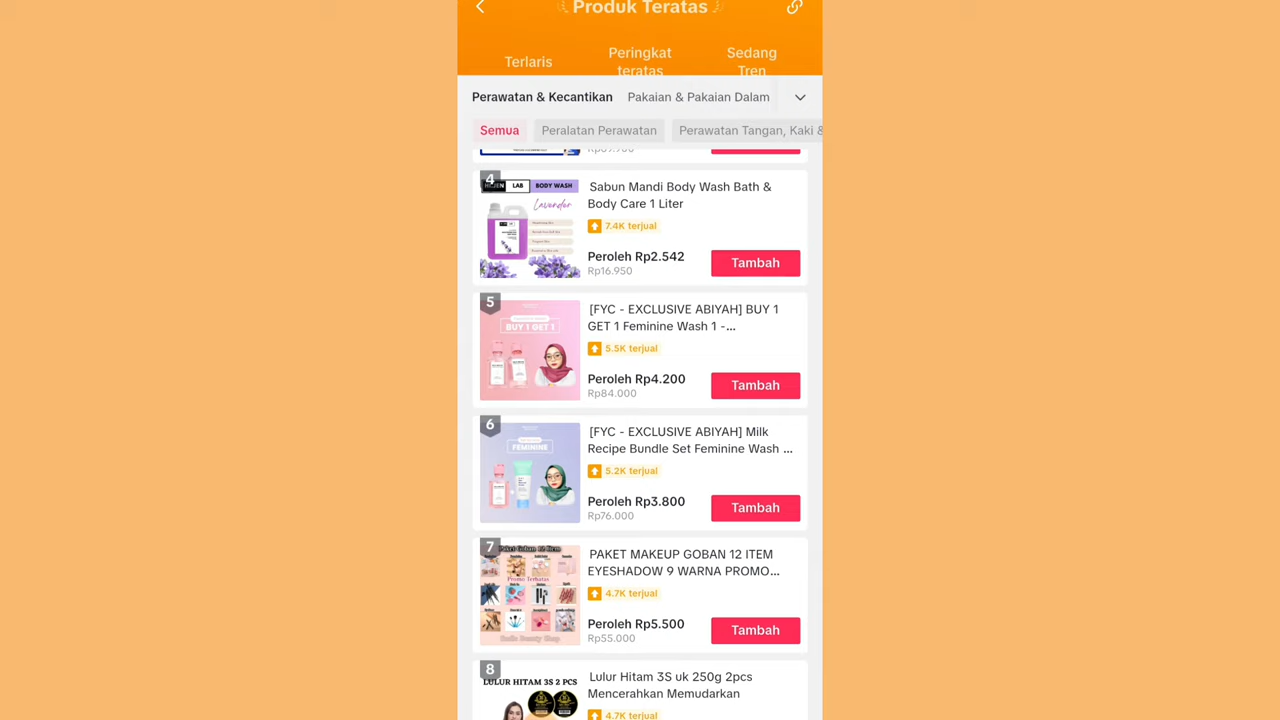 Produk Teratas
Terlaris
Peringkat
teratas
Sedang
Tren
Perawatan & Kecantikan
Pakaian & Pakaian Dalam
Semua
Peralatan Perawatan
Perawatan Tangan, Kaki &
4
LAB
BODY WASH
Lavender
Sabun Mandi Body Wash Bath &
Body Care 1 Liter
7.4K terjual
Peroleh Rp2.542
Rp16.950
Tambah
5
BUY 1 GET 1
[FYC - EXCLUSIVE ABIYAH] BUY 1
GET 1 Feminine Wash 1 -...
5.5K terjual
Peroleh Rp4.200
Rp84.000
Tambah
6
FEMININE
[FYC - EXCLUSIVE ABIYAH] Milk
Recipe Bundle Set Feminine Wash ...
5.2K terjual
Peroleh Rp3.800
Rp76.000
Tambah
7
Paket Goban 12 Item
Promo Terbatas
PAKET MAKEUP GOBAN 12 ITEM
EYESHADOW 9 WARNA PROMO...
4.7K terjual
Peroleh Rp5.500
Rp55.000
Tambah
8
LULUR HITAM 3S 2 PCS
Lulur Hitam 3S uk 250g 2pcs
Mencerahkan Memudarkan
4.7K terjual